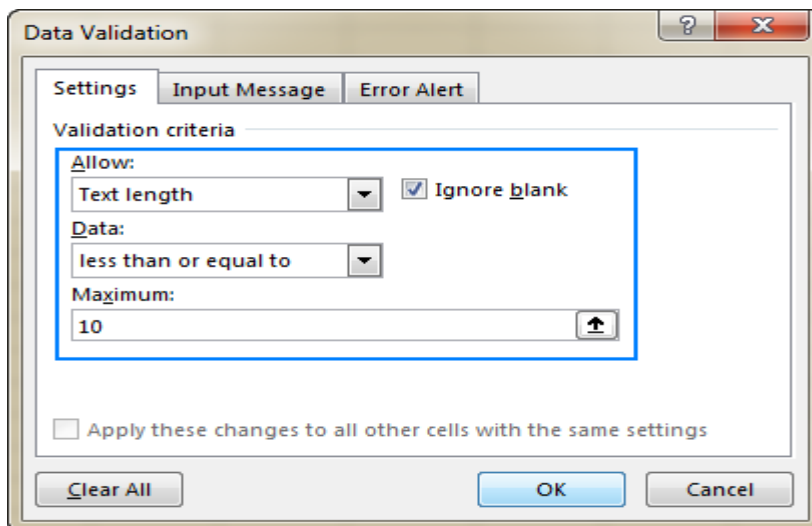 Data Validation
Settings Input Message Error Alert
Validation criteria
Allow:
Text length Ignore blank
Data:
less than or equal to
Maximum:
10
Apply these changes to all other cells with the same settings
Clear All OK Cancel